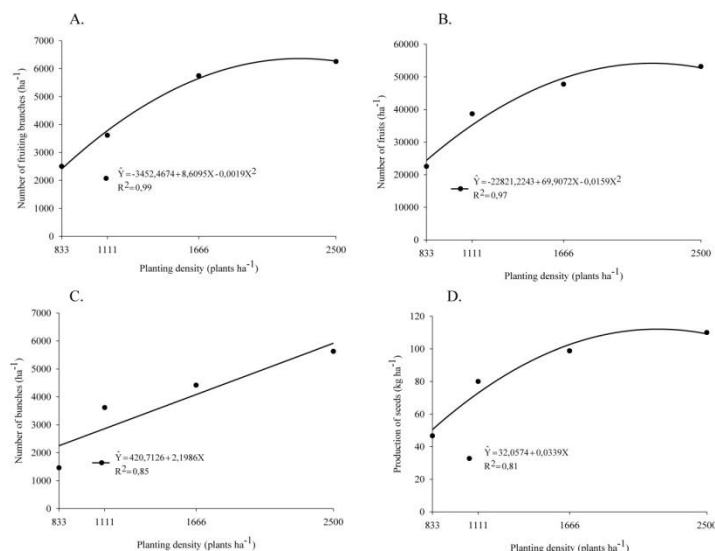 A.
Number of fruiting branches (ha-1)
7000
6000
5000
4000
3000
2000
1000
0
Ŷ=-3452,4674+8,6095X-0,0019X2
R2=0,99
833 1111 1666 2500
Planting density (plants ha-1)
B.
Number of fruits (ha-1)
60000
50000
40000
30000
20000
10000
0
Ŷ=-22821,2243+69,9072X-0,0159X2
R2=0,97
833 1111 1666 2500
Planting density (plants ha-1)
C.
Number of bunches (ha-1)
7000
6000
5000
4000
3000
2000
1000
0
Ŷ=420,7126+2,1986X
R2=0,85
833 1111 1666 2500
Planting density (plants ha-1)
D.
Production of seeds (kg ha-1)
120
100
80
60
40
20
0
Ŷ=32,0574+0,0339X
R2=0,81
833 1111 1666 2500
Planting density (plants ha-1)